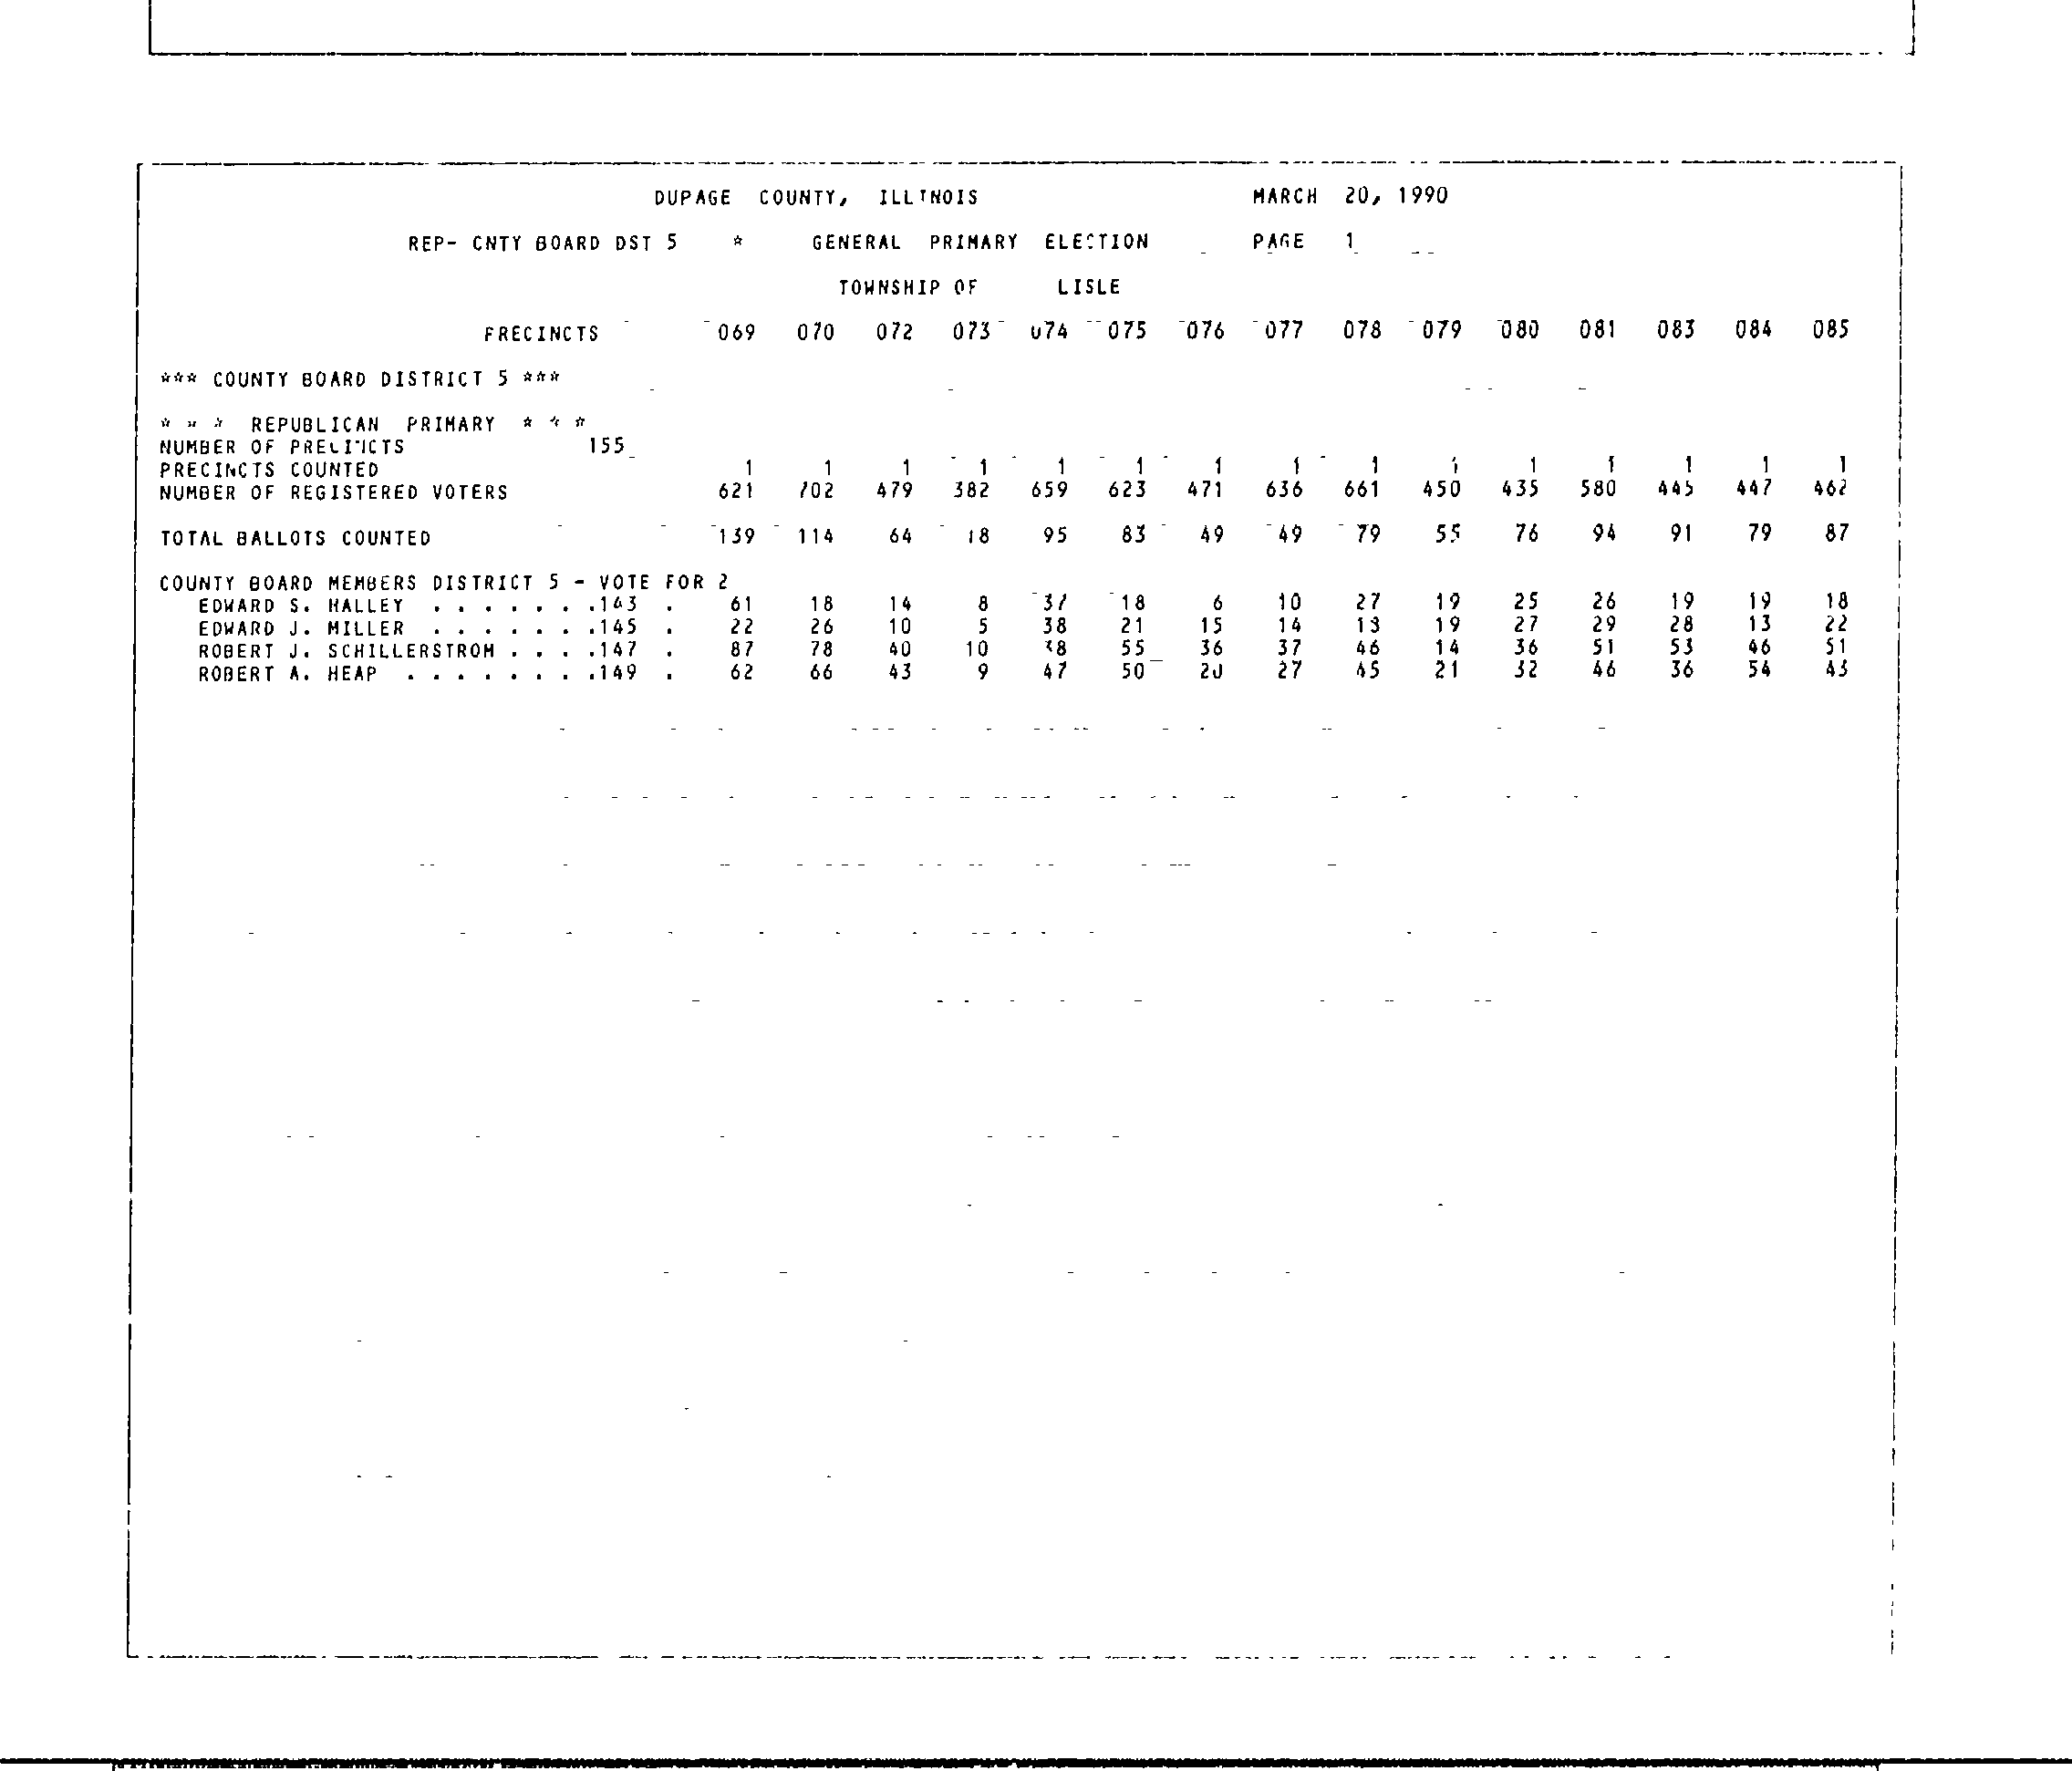 DUPAGE COUNTY, ILLINOIS MARCH 20, 1990
REP- CNTY BOARD DST 5 * GENERAL PRIMARY ELECTION PAGE 1
TOWNSHIP OF LISLE
PRECINCTS 069 070 072 073 074 075 076 077 078 079 080 081 083 084 085
*** COUNTY BOARD DISTRICT 5 ***
* * * REPUBLICAN PRIMARY * * *
NUMBER OF PRECINCTS 155
PRECINCTS COUNTED 1 1 1 1 1 1 1 1 1 1 1 1 1 1 1
NUMBER OF REGISTERED VOTERS 621 702 479 382 659 623 471 636 661 450 435 580 445 447 462
TOTAL BALLOTS COUNTED 139 114 64 18 95 83 49 49 79 55 76 94 91 79 87
COUNTY BOARD MEMBERS DISTRICT 5 - VOTE FOR 2
EDWARD S. HALLEY . . . . . . .143 . 61 18 14 8 37 18 6 10 27 19 25 26 19 19 18
EDWARD J. MILLER . . . . . . .145 . 22 26 10 5 38 21 15 14 13 19 27 29 28 13 22
ROBERT J. SCHILLERSTROM . . . .147 . 87 78 40 10 38 55 36 37 46 14 36 51 53 46 51
ROBERT A. HEAP . . . . . . . .149 . 62 66 43 9 47 50 20 27 45 21 32 46 36 54 43